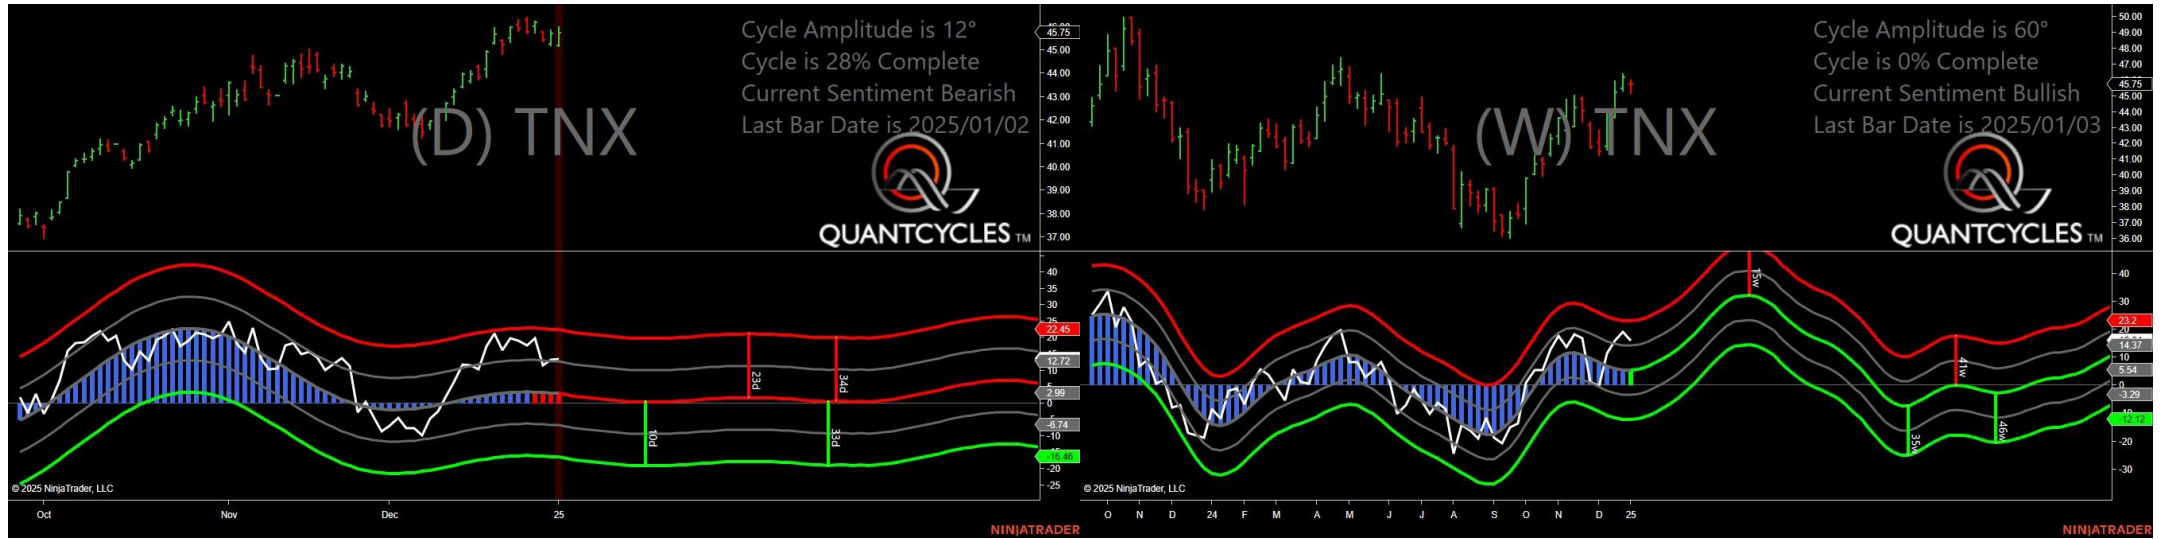 Cycle Amplitude is 12°
Cycle is 28% Complete
Current Sentiment Bearish
Last Bar Date is 2025/01/02
(D) TNX
QUANTCYCLES TM
45.75
45.00
44.00
43.00
42.00
41.00
40.00
39.00
38.00
37.00
40
35
30
25
22.45
20
12.72
10
5
2.99
0
-6.74
-10
-16.46
-20
-25
10d
23d
33d
34d
© 2025 NinjaTrader, LLC
Oct Nov Dec 25
NINJATRADER
Cycle Amplitude is 60°
Cycle is 0% Complete
Current Sentiment Bullish
Last Bar Date is 2025/01/03
(W) TNX
QUANTCYCLES TM
50.00
49.00
48.00
47.00
45.75
45.00
44.00
43.00
42.00
41.00
40.00
39.00
38.00
37.00
36.00
40
30
23.2
14.37
10
5.54
0
-3.29
-12.12
-20
-30
15w
35w
41w
46w
© 2025 NinjaTrader, LLC
O N D 24 F M A M J J A S O N D 25
NINJATRADER